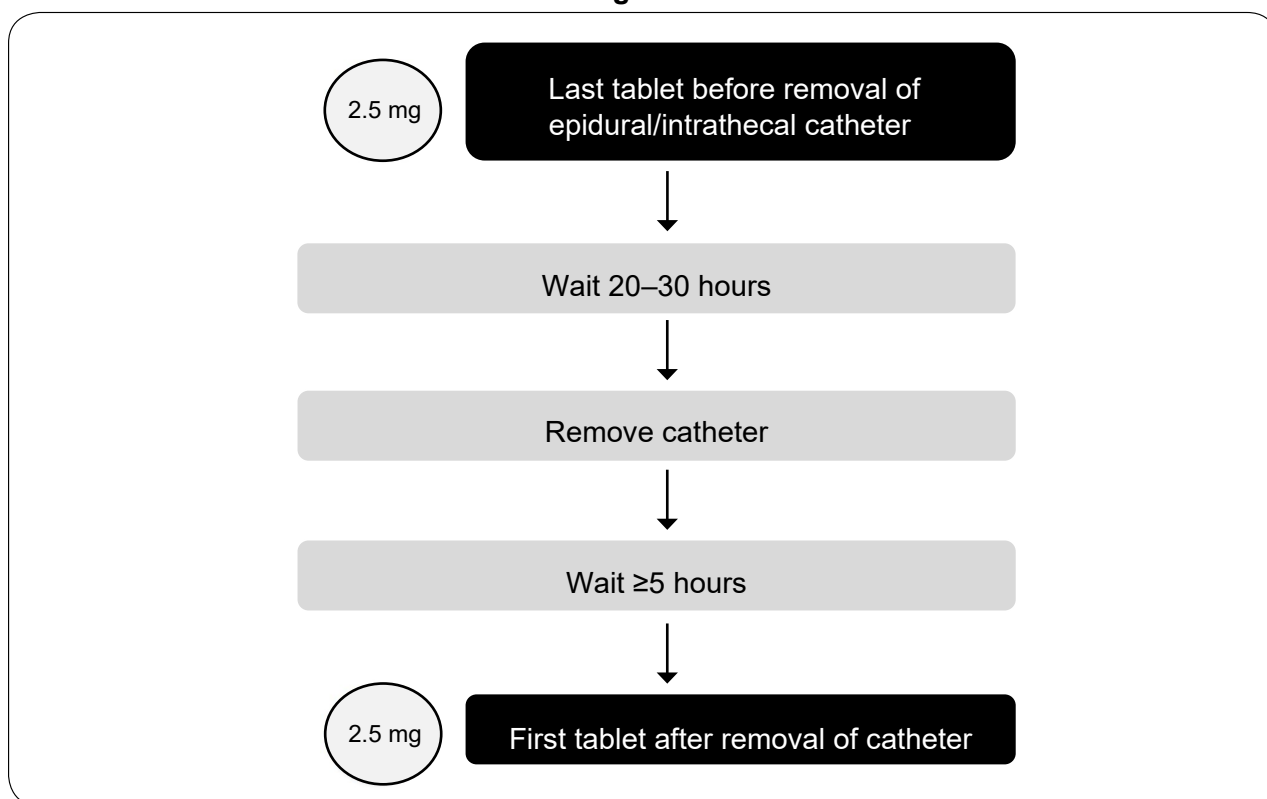 2.5 mg
Last tablet before removal of
epidural/intrathecal catheter
Wait 20–30 hours
Remove catheter
Wait ≥5 hours
2.5 mg
First tablet after removal of catheter